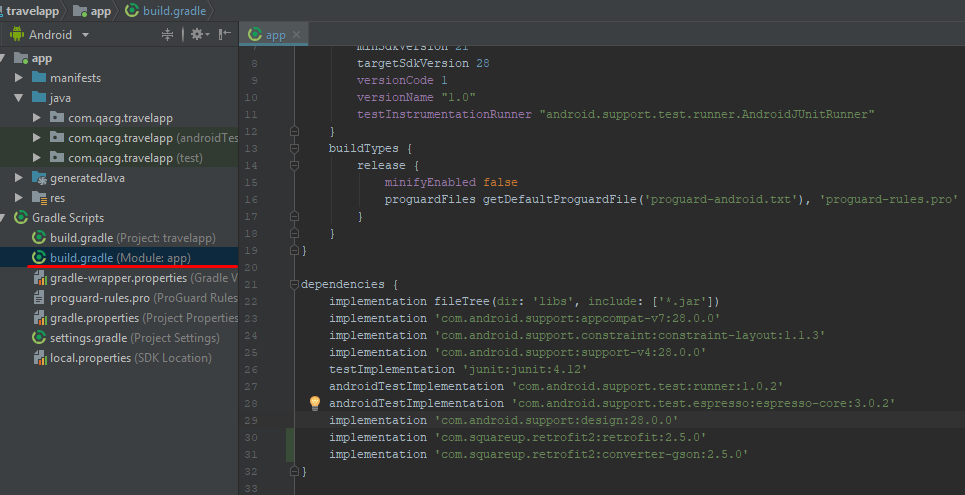 travelapp app build.gradle
Android
app
app
manifests
java
com.qacg.travelapp
com.qacg.travelapp (androidTes
com.qacg.travelapp (test)
generatedJava
res
Gradle Scripts
build.gradle (Project: travelapp)
build.gradle (Module: app)
gradle-wrapper.properties (Gradle V
proguard-rules.pro (ProGuard Rules
gradle.properties (Project Properties
settings.gradle (Project Settings)
local.properties (SDK Location)
7 minSdkVersion 21
8 targetSdkVersion 28
9 versionCode 1
10 versionName "1.0"
11 testInstrumentationRunner "android.support.test.runner.AndroidJUnitRunner"
12 }
13 buildTypes {
14 release {
15 minifyEnabled false
16 proguardFiles getDefaultProguardFile('proguard-android.txt'), 'proguard-rules.pro'
17 }
18 }
19 }
20
21 dependencies {
22 implementation fileTree(dir: 'libs', include: ['*.jar'])
23 implementation 'com.android.support:appcompat-v7:28.0.0'
24 implementation 'com.android.support.constraint:constraint-layout:1.1.3'
25 implementation 'com.android.support:support-v4:28.0.0'
26 testImplementation 'junit:junit:4.12'
27 androidTestImplementation 'com.android.support.test:runner:1.0.2'
28 androidTestImplementation 'com.android.support.test.espresso:espresso-core:3.0.2'
29 implementation 'com.android.support:design:28.0.0'
30 implementation 'com.squareup.retrofit2:retrofit:2.5.0'
31 implementation 'com.squareup.retrofit2:converter-gson:2.5.0'
32 }
33